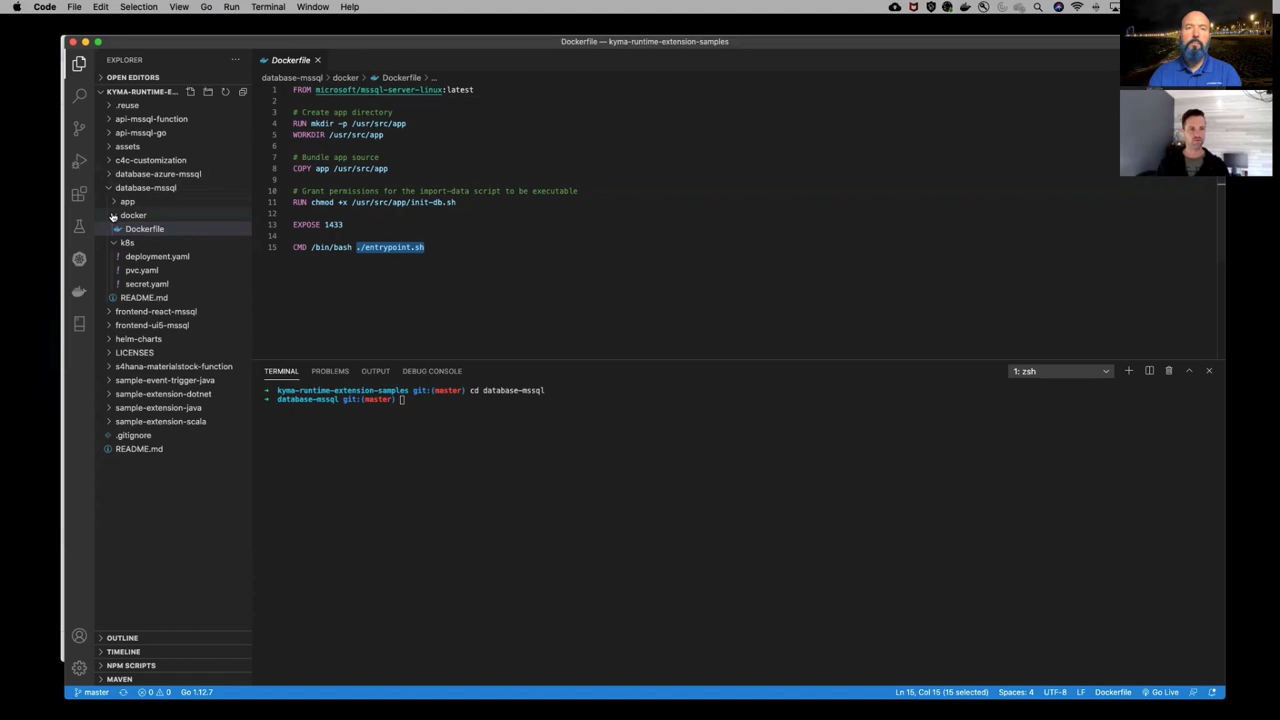 Code File Edit Selection View Go Run Terminal Window Help
Dockerfile — kyma-runtime-extension-samples
EXPLORER
OPEN EDITORS
KYMA-RUNTIME-E...
.reuse
api-mssql-function
api-mssql-go
assets
c4c-customization
database-azure-mssql
database-mssql
app
docker
Dockerfile
k8s
deployment.yaml
pvc.yaml
secret.yaml
README.md
frontend-react-mssql
frontend-ui5-mssql
helm-charts
LICENSES
s4hana-materialstock-function
sample-event-trigger-java
sample-extension-dotnet
sample-extension-java
sample-extension-scala
.gitignore
README.md
OUTLINE
TIMELINE
NPM SCRIPTS
MAVEN
Dockerfile
database-mssql > docker > Dockerfile > ...
1 FROM microsoft/mssql-server-linux:latest
2
3 # Create app directory
4 RUN mkdir -p /usr/src/app
5 WORKDIR /usr/src/app
6
7 # Bundle app source
8 COPY app /usr/src/app
9
10 # Grant permissions for the import-data script to be executable
11 RUN chmod +x /usr/src/app/init-db.sh
12
13 EXPOSE 1433
14
15 CMD /bin/bash ./entrypoint.sh
TERMINAL PROBLEMS OUTPUT DEBUG CONSOLE 1: zsh
kyma-runtime-extension-samples git:(master) cd database-mssql
database-mssql git:(master)
master 0 0 Go 1.12.7 Ln 15, Col 15 (15 selected) Spaces: 4 UTF-8 LF Dockerfile Go Live